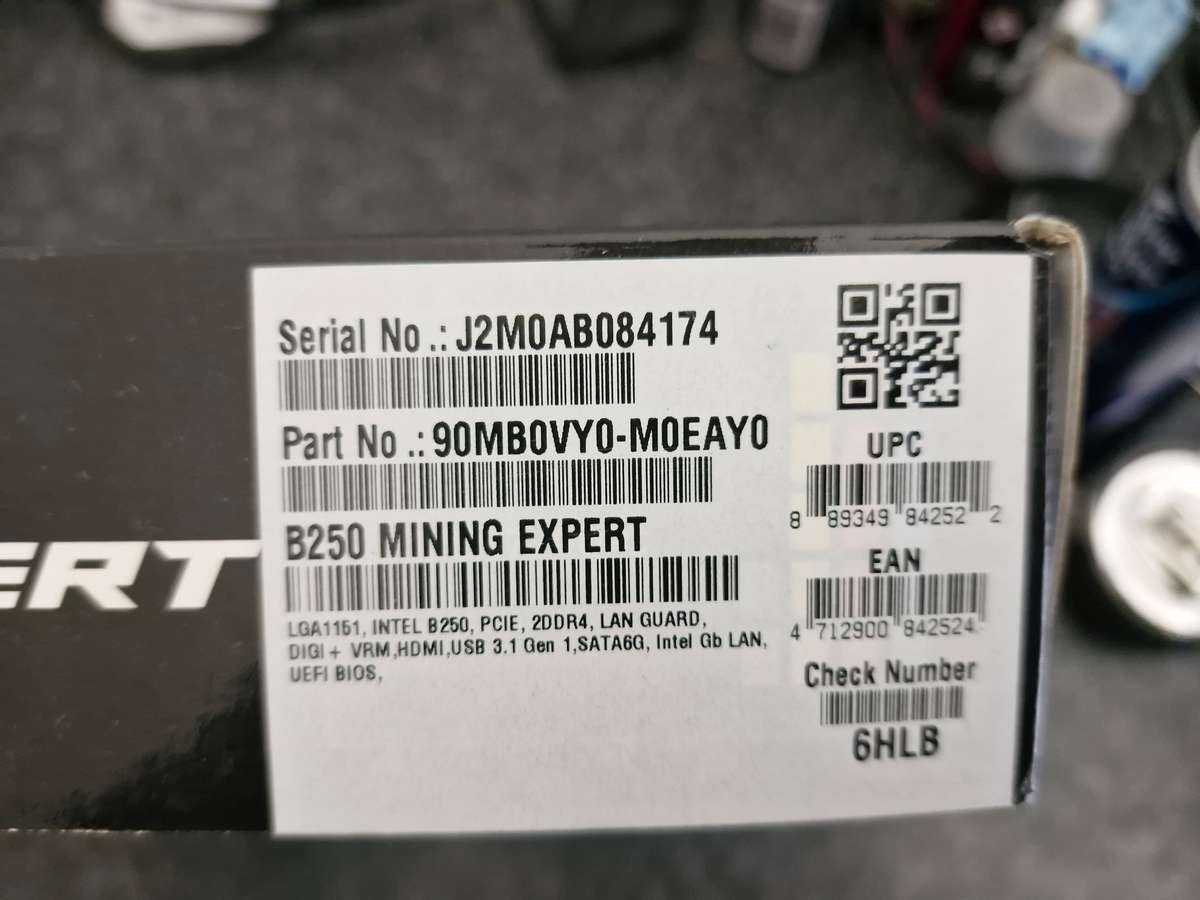 Serial No.: J2M0AB084174
Part No.: 90MB0VY0-M0EAY0
B250 MINING EXPERT
LGA1151, INTEL B250, PCIE, 2DDR4, LAN GUARD,
DIGI+ VRM,HDMI,USB 3.1 Gen 1,SATA6G, Intel Gb LAN,
UEFI BIOS,
UPC
8 89349 84252 2
EAN
4 712900 842524
Check Number
6HLB
ERT